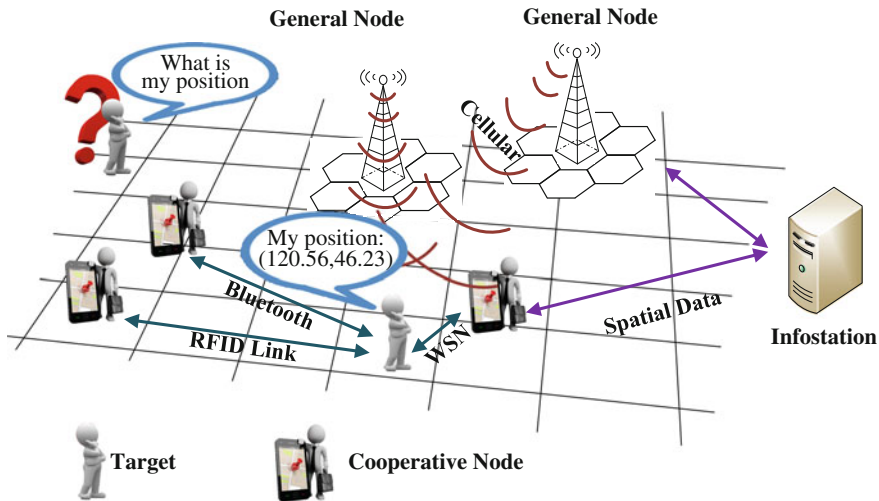 General Node
General Node
What is
my position
Cellular
My position:
(120.56,46.23)
Bluetooth
RFID Link
WSN
Spatial Data
Infostation
Target
Cooperative Node